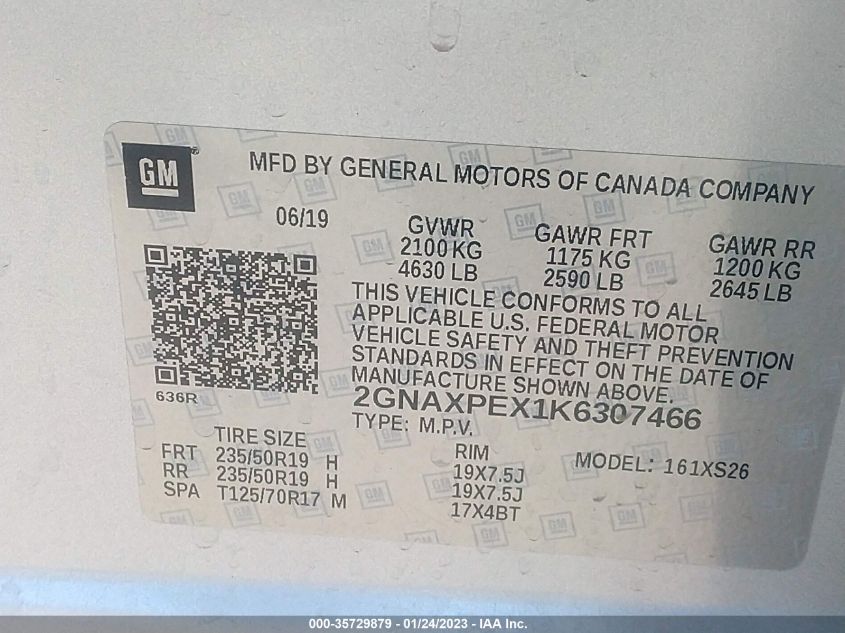 GM
MFD BY GENERAL MOTORS OF CANADA COMPANY
06/19
GVWR
2100 KG
4630 LB
GAWR FRT
1175 KG
2590 LB
GAWR RR
1200 KG
2645 LB
THIS VEHICLE CONFORMS TO ALL
APPLICABLE U.S. FEDERAL MOTOR
VEHICLE SAFETY AND THEFT PREVENTION
STANDARDS IN EFFECT ON THE DATE OF
MANUFACTURE SHOWN ABOVE.
636R
2GNAXPEX1K6307466
TYPE: M.P.V.
MODEL: 161XS26
TIRE SIZE
RIM
FRT 235/50R19 H 19X7.5J
RR 235/50R19 H 19X7.5J
SPA T125/70R17 M 17X4BT
000-35729879 / 01/24/2023 - IAA Inc.